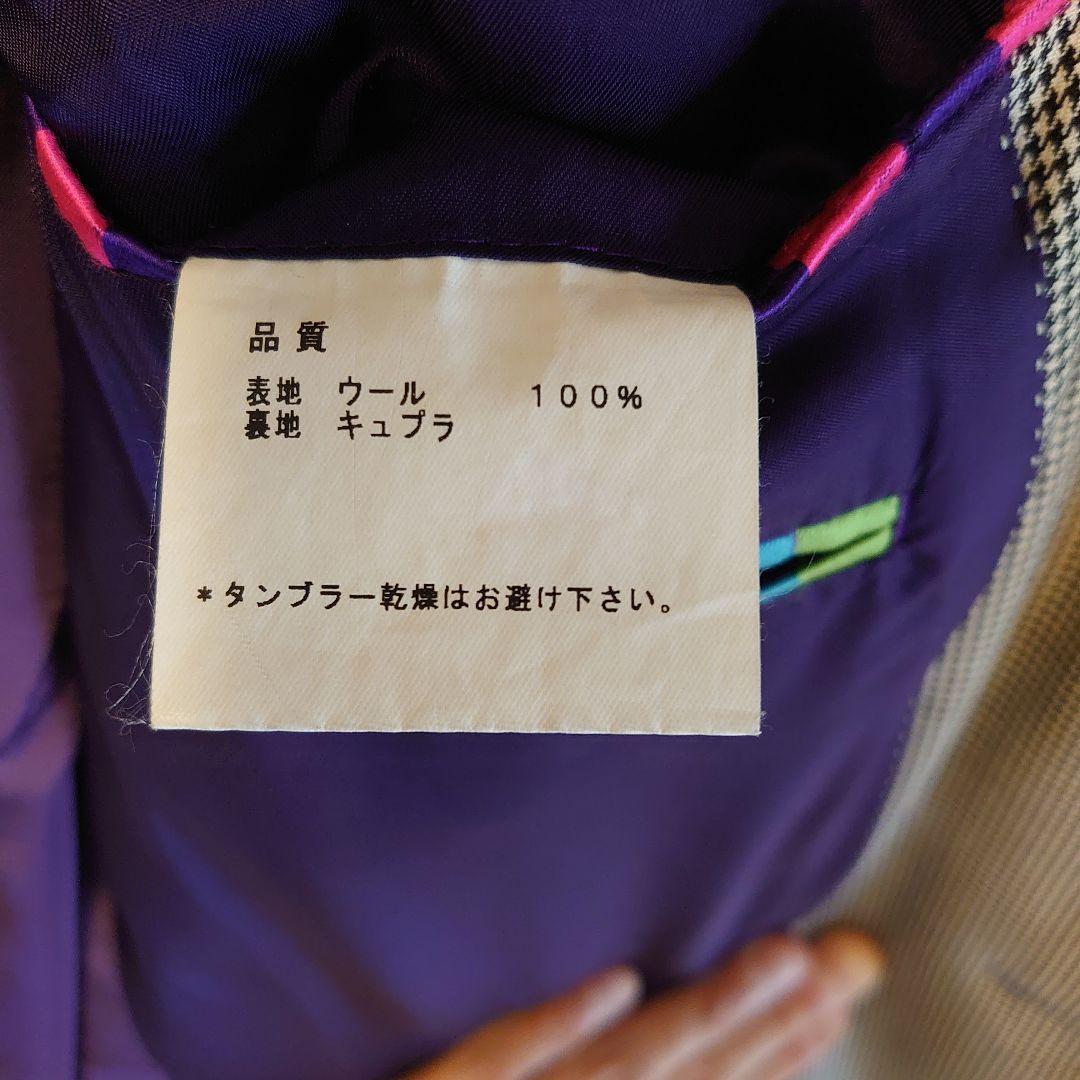 品質
表地 ウール 100%
裏地 キュプラ
*タンブラー乾燥はお避け下さい。